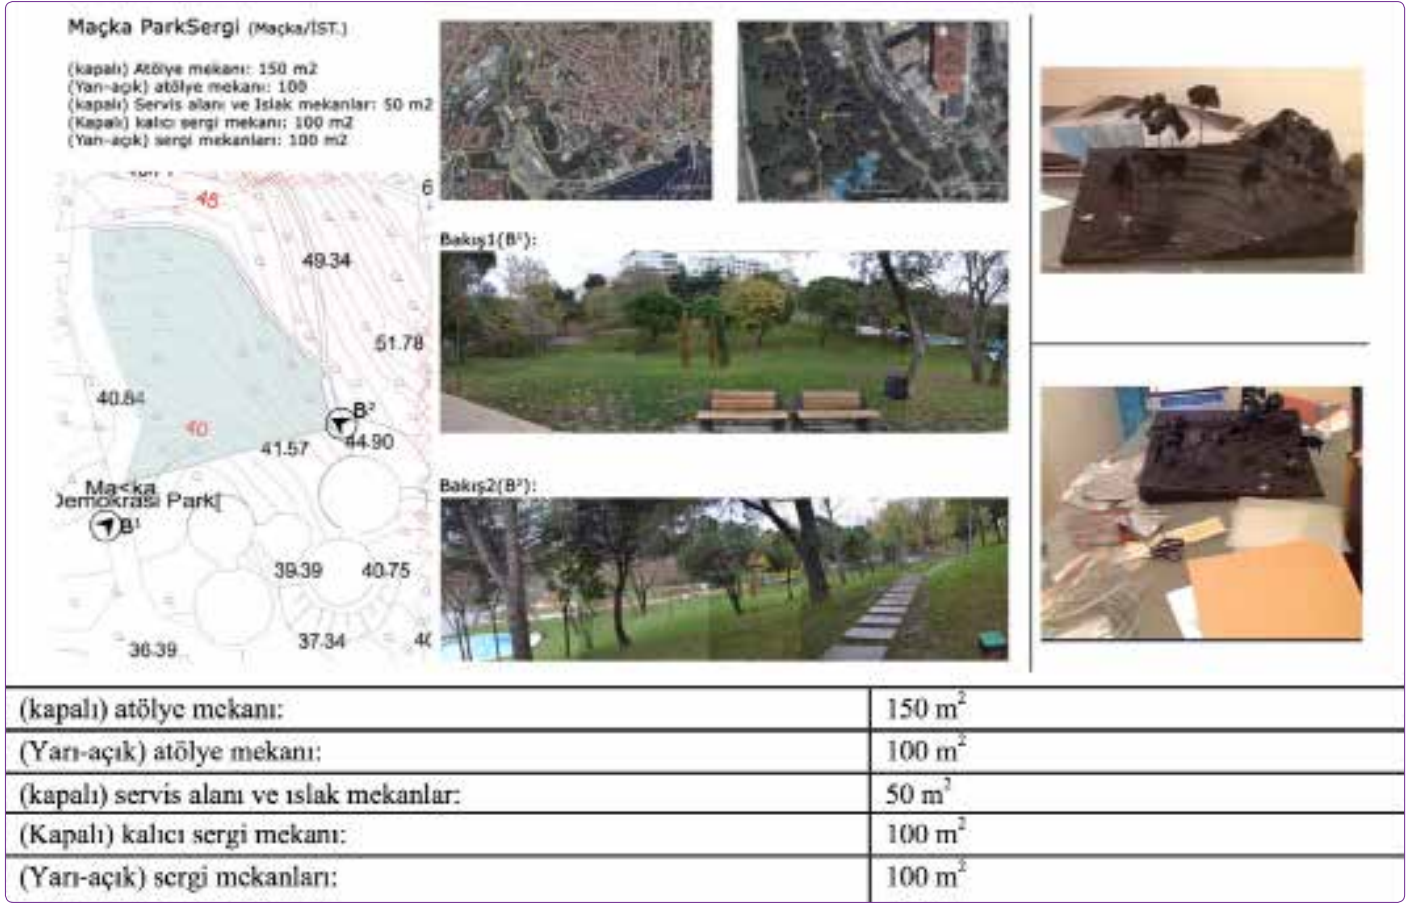 Maçka ParkSergi (Maçka/İST.)
(kapalı) Atölye mekanı: 150 m2
(Yarı-açık) atölye mekanı: 100
(kapalı) Servis alanı ve Islak mekanlar: 50 m2
(Kapalı) kalıcı sergi mekanı: 100 m2
(Yarı-açık) sergi mekanları: 100 m2
45
49.34
51.78
40.84
40
41.57
B²
44.90
Maçka
Demokrasi Parkı
B¹
39.39
40.75
36.39
37.34
Bakış1(B¹):
Bakış2(B²):
(kapalı) atölye mekanı: 150 m²
(Yarı-açık) atölye mekanı: 100 m²
(kapalı) servis alanı ve ıslak mekanlar: 50 m²
(Kapalı) kalıcı sergi mekanı: 100 m²
(Yarı-açık) sergi mekanları: 100 m²